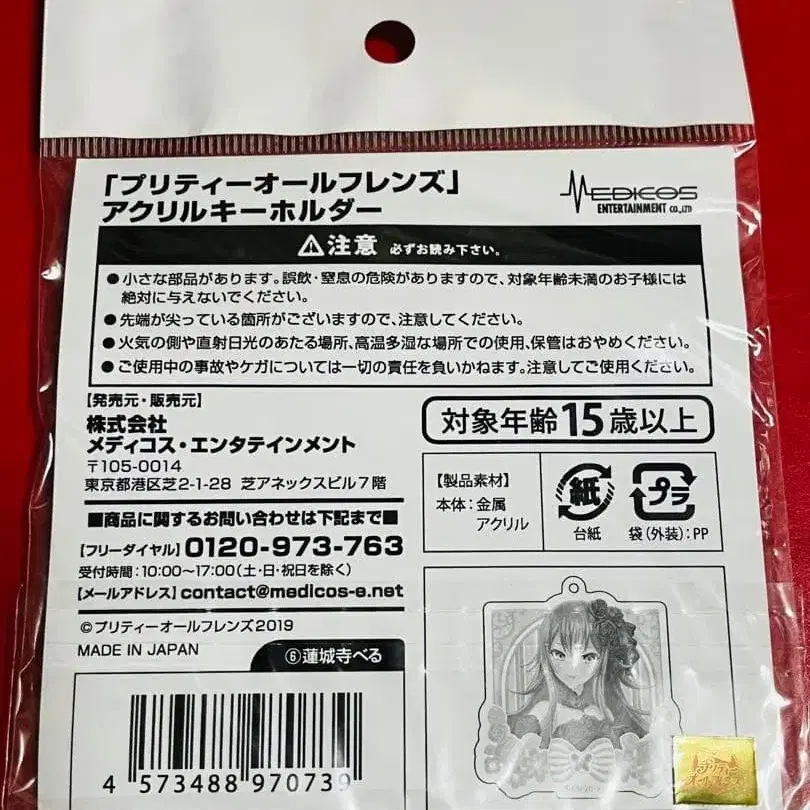 「プリティーオールフレンズ」
アクリルキーホルダー
MEDICOS
ENTERTAINMENT CO.,LTD
⚠注意 必ずお読み下さい。
●小さな部品があります。誤飲・窒息の危険がありますので、対象年齢未満のお子様には
絶対に与えないでください。
●先端が尖っている箇所がございますので、注意してください。
●火気の側や直射日光のあたる場所、高温多湿な場所での使用、保管はおやめください。
●ご使用中の事故やケガについては一切の責任を負いかねます。注意してご使用ください。
【発売元・販売元】
株式会社
メディコス・エンタテインメント
〒105-0014
東京都港区芝2-1-28 芝アネックスビル7階
■商品に関するお問い合わせは下記まで■
【フリーダイヤル】0120-973-763
受付時間:10:00〜17:00(土・日・祝日を除く)
【メールアドレス】contact@medicos-e.net
©プリティーオールフレンズ2019
MADE IN JAPAN
⑥蓮城寺べる
4 573488 970739
対象年齢15歳以上
【製品素材】
本体:金属
アクリル
紙
台紙
プラ
袋(外装):PP
プリティー
オールフレンズ